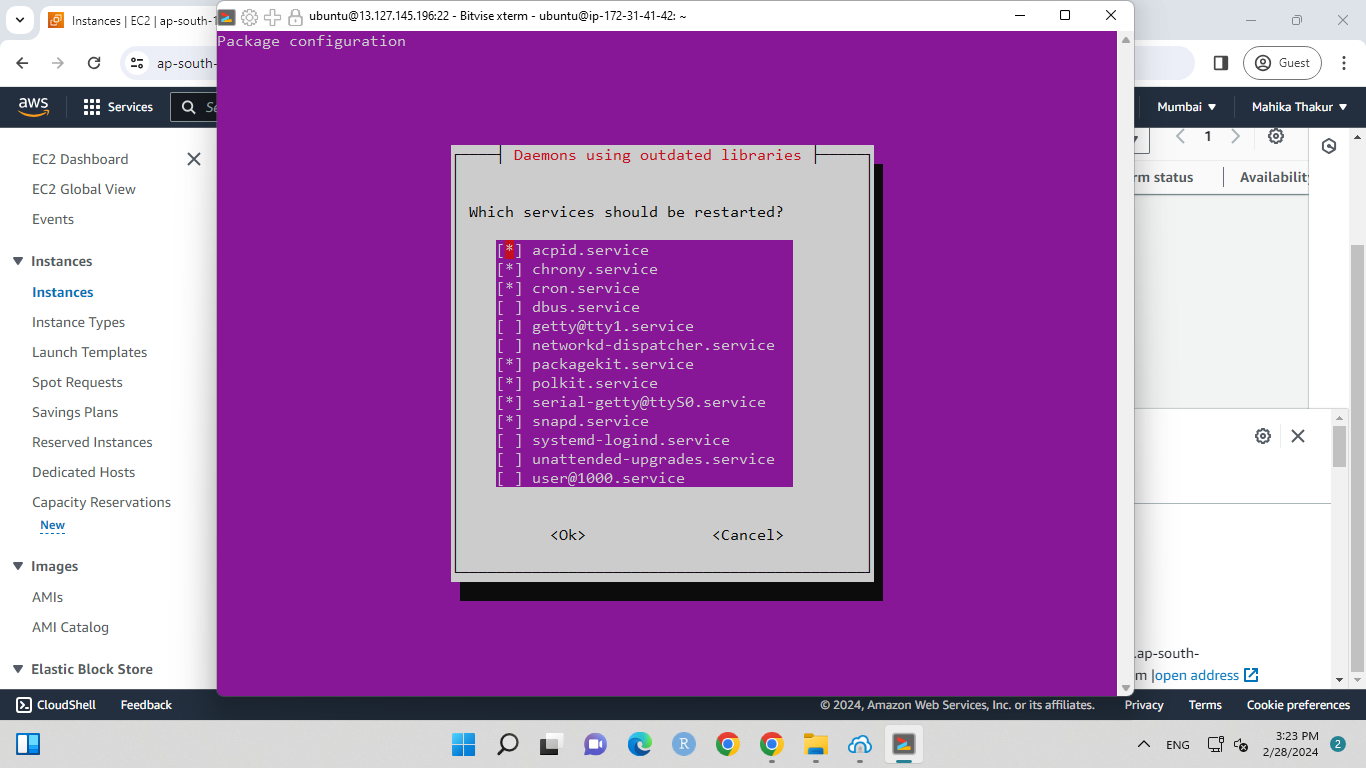 Instances | EC2 | ap-south-1
ubuntu@13.127.145.196:22 - Bitvise xterm - ubuntu@ip-172-31-41-42: ~
ap-south-
Guest
aws
Services
Mumbai
Mahika Thakur
Package configuration
EC2 Dashboard
EC2 Global View
Events
Instances
Instances
Instance Types
Launch Templates
Spot Requests
Savings Plans
Reserved Instances
Dedicated Hosts
Capacity Reservations
New
Images
AMIs
AMI Catalog
Elastic Block Store
Daemons using outdated libraries
Which services should be restarted?
[*] acpid.service
[*] chrony.service
[*] cron.service
[ ] dbus.service
[ ] getty@tty1.service
[ ] networkd-dispatcher.service
[*] packagekit.service
[*] polkit.service
[*] serial-getty@ttyS0.service
[*] snapd.service
[ ] systemd-logind.service
[ ] unattended-upgrades.service
[ ] user@1000.service
<Ok> <Cancel>
1
rm status
Availability
.ap-south-
m |open address
CloudShell
Feedback
© 2024, Amazon Web Services, Inc. or its affiliates.
Privacy
Terms
Cookie preferences
R
ENG
3:23 PM
2/28/2024
2